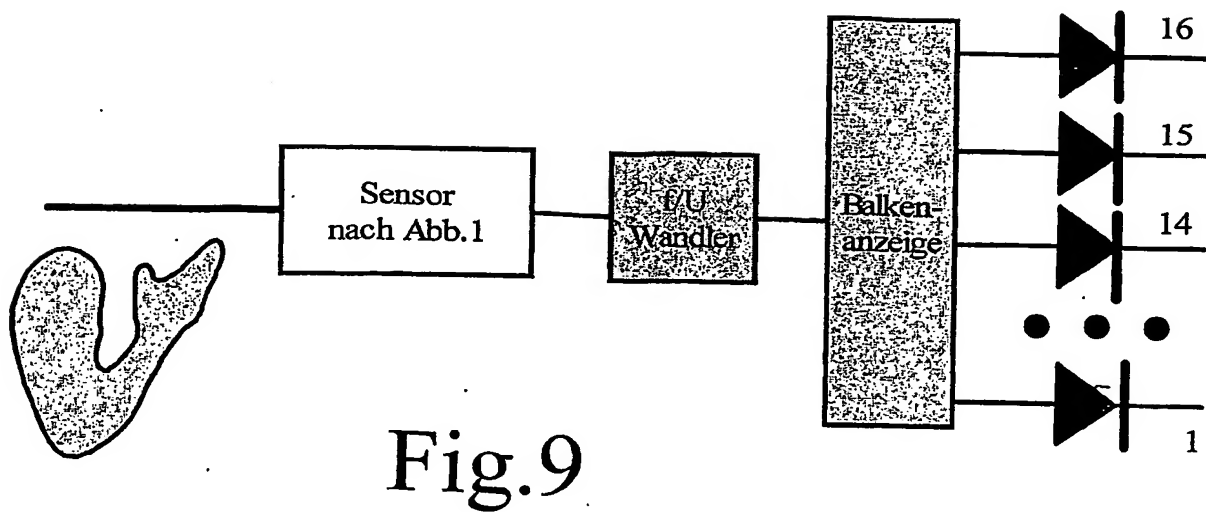 Sensor
nach Abb.1
f/U
Wandler
Balken-
anzeige
16
15
14
1
Fig.9